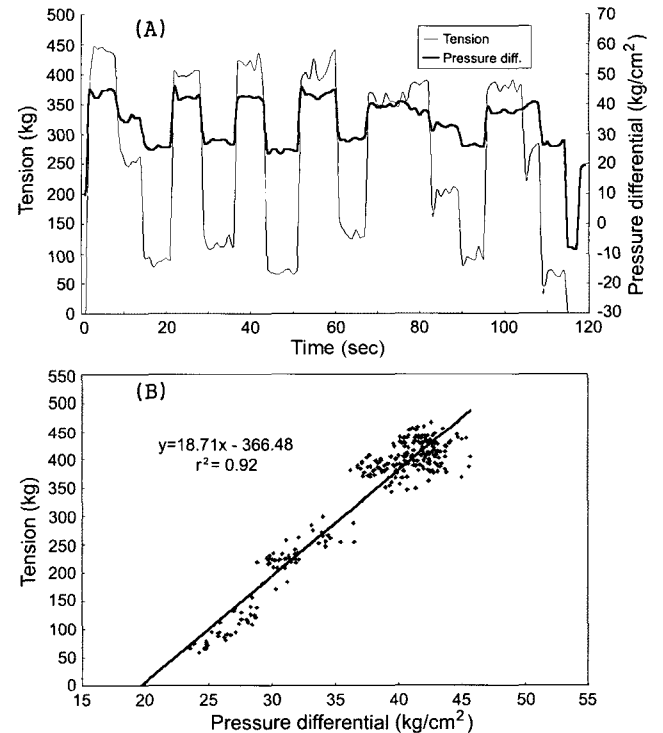 (A)
Tension
Pressure diff.
500
450
400
350
300
250
200
150
100
50
0
Tension (kg)
70
60
50
40
30
20
10
0
-10
-20
-30
Pressure differential (kg/cm²)
0 20 40 60 80 100 120
Time (sec)
(B)
y=18.71x - 366.48
r² = 0.92
550
500
450
400
350
300
250
200
150
100
50
0
Tension (kg)
15 20 25 30 35 40 45 50 55
Pressure differential (kg/cm²)